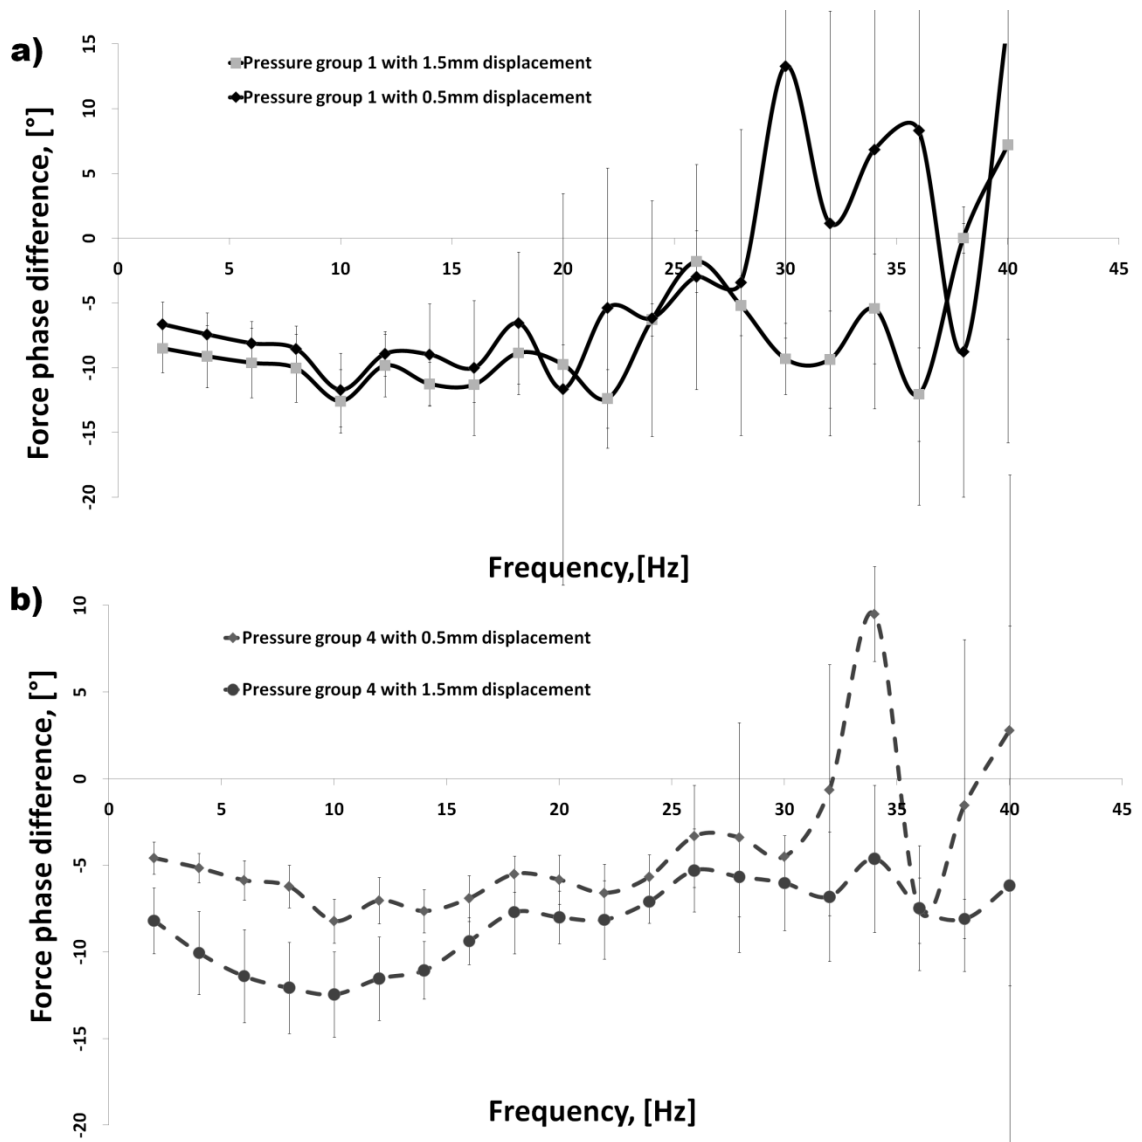 a)
Force phase difference, [°]
15
10
5
0
-5
-10
-15
-20
Pressure group 1 with 1.5mm displacement
Pressure group 1 with 0.5mm displacement
0 5 10 15 20 25 30 35 40 45
Frequency,[Hz]
b)
Force phase difference, [°]
10
5
0
-5
-10
-15
-20
Pressure group 4 with 0.5mm displacement
Pressure group 4 with 1.5mm displacement
0 5 10 15 20 25 30 35 40 45
Frequency, [Hz]